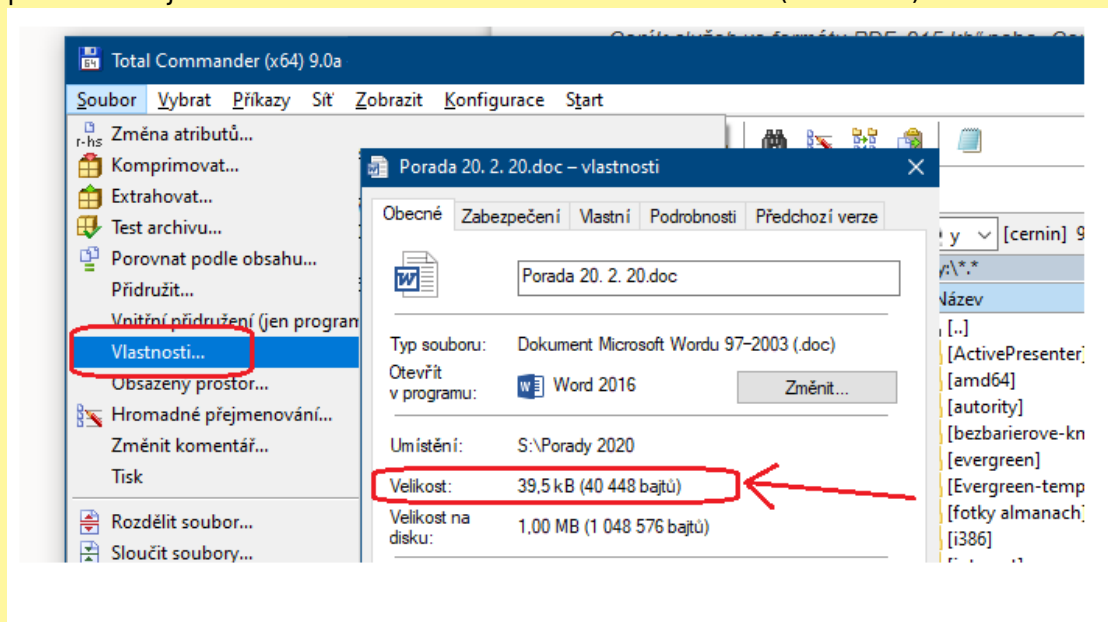 Total Commander (x64) 9.0a
Soubor Vybrat Příkazy Síť Zobrazit Konfigurace Start
r-hs Změna atributů...
Komprimovat...
Extrahovat...
Test archivu...
Porovnat podle obsahu...
Přidružit...
Vnitřní přidružení (jen program
Vlastnosti...
Obsazený prostor...
Hromadné přejmenování...
Změnit komentář...
Tisk
Rozdělit soubor...
Sloučit soubory...
Porada 20. 2. 20.doc – vlastnosti
Obecné Zabezpečení Vlastní Podrobnosti Předchozí verze
Porada 20. 2. 20.doc
Typ souboru: Dokument Microsoft Wordu 97–2003 (.doc)
Otevřít
v programu: Word 2016 Změnit...
Umístění: S:\Porady 2020
Velikost: 39,5 kB (40 448 bajtů)
Velikost na
disku: 1,00 MB (1 048 576 bajtů)
y [cernin] 9
y:\*.*
Název
[..]
[ActivePresenter]
[amd64]
[autority]
[bezbarierove-kn
[evergreen]
[Evergreen-temp
[fotky almanach]
[i386]